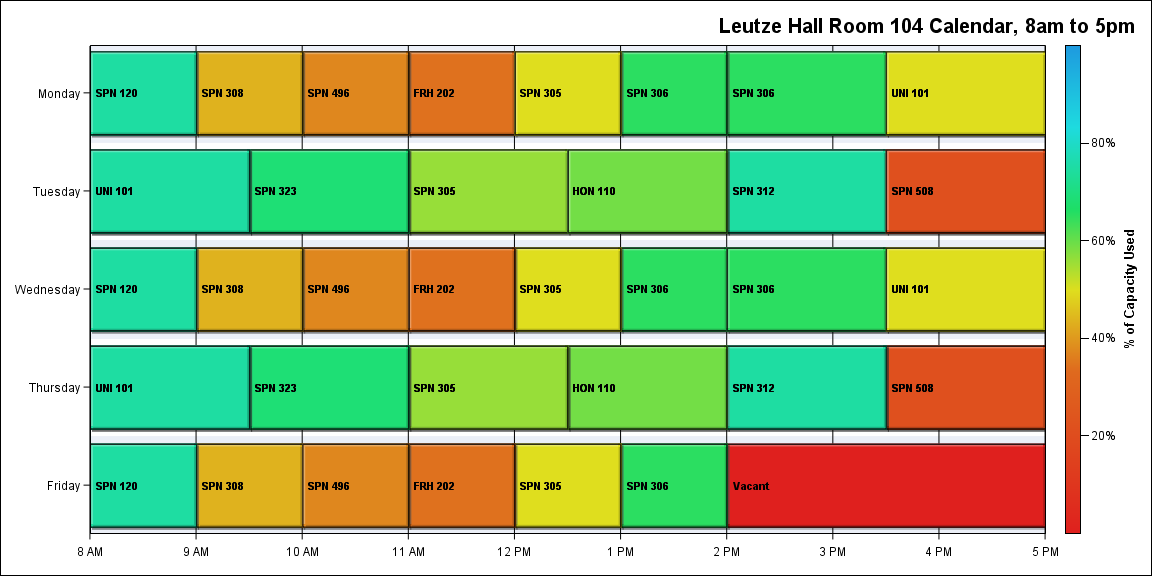 Leutze Hall Room 104 Calendar, 8am to 5pm
Monday
SPN 120
SPN 308
SPN 496
FRH 202
SPN 305
SPN 306
SPN 306
UNI 101
Tuesday
UNI 101
SPN 323
SPN 305
HON 110
SPN 312
SPN 508
Wednesday
SPN 120
SPN 308
SPN 496
FRH 202
SPN 305
SPN 306
SPN 306
UNI 101
Thursday
UNI 101
SPN 323
SPN 305
HON 110
SPN 312
SPN 508
Friday
SPN 120
SPN 308
SPN 496
FRH 202
SPN 305
SPN 306
Vacant
8 AM
9 AM
10 AM
11 AM
12 PM
1 PM
2 PM
3 PM
4 PM
5 PM
80%
60%
40%
20%
% of Capacity Used